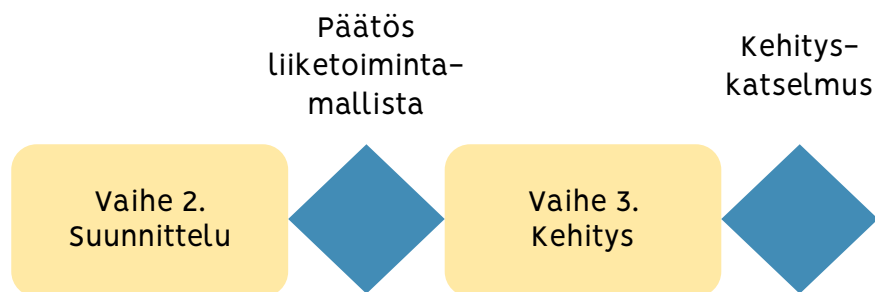 Päätös
liiketoiminta-
mallista
Kehitys-
katselmus
Vaihe 2.
Suunnittelu
Vaihe 3.
Kehitys